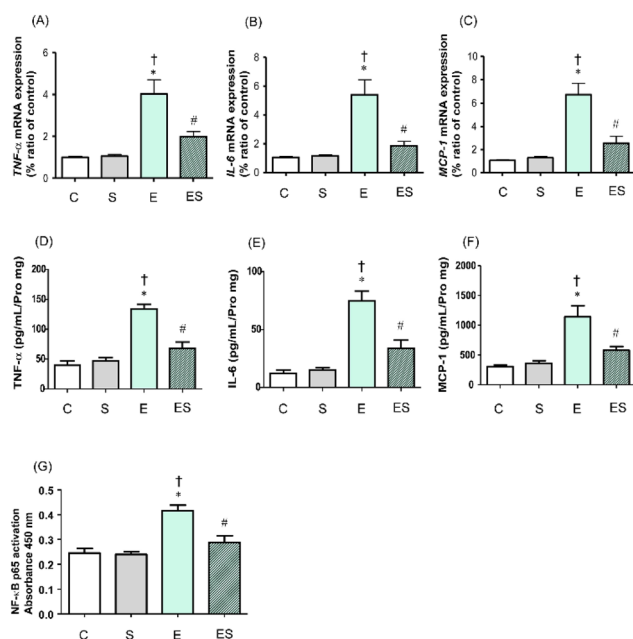 (A)
TNF-α mRNA expression
(% ratio of control)
6
4
2
0
†
*
#
C S E ES
(B)
IL-6 mRNA expression
(% ratio of control)
8
6
4
2
0
†
*
#
C S E ES
(C)
MCP-1 mRNA expression
(% ratio of control)
10
8
6
4
2
0
†
*
#
C S E ES
(D)
TNF-α (pg/mL/Pro mg)
200
150
100
50
0
†
*
#
C S E ES
(E)
IL-6 (pg/mL/Pro mg)
100
50
0
†
*
#
C S E ES
(F)
MCP-1 (pg/mL/Pro mg)
2000
1500
1000
500
0
†
*
#
C S E ES
(G)
NF-κB p65 activation
Absorbance 450 nm
0.5
0.4
0.3
0.2
0.1
0.0
†
*
#
C S E ES